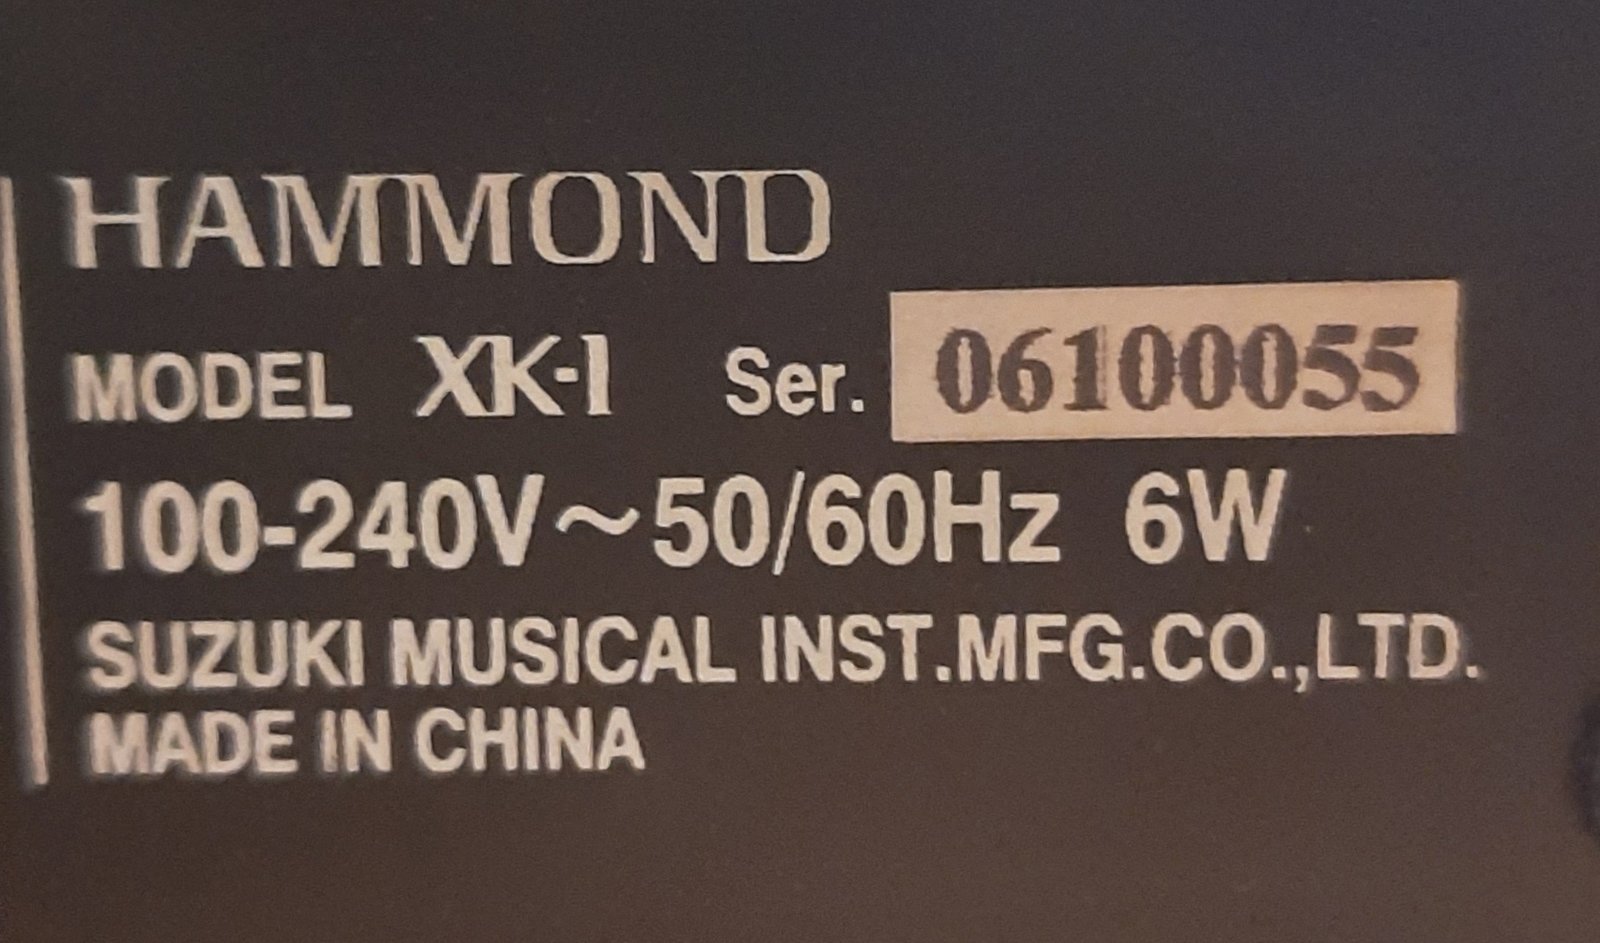 HAMMOND
MODEL XK-1 Ser. 06100055
100-240V~50/60Hz 6W
SUZUKI MUSICAL INST.MFG.CO.,LTD.
MADE IN CHINA